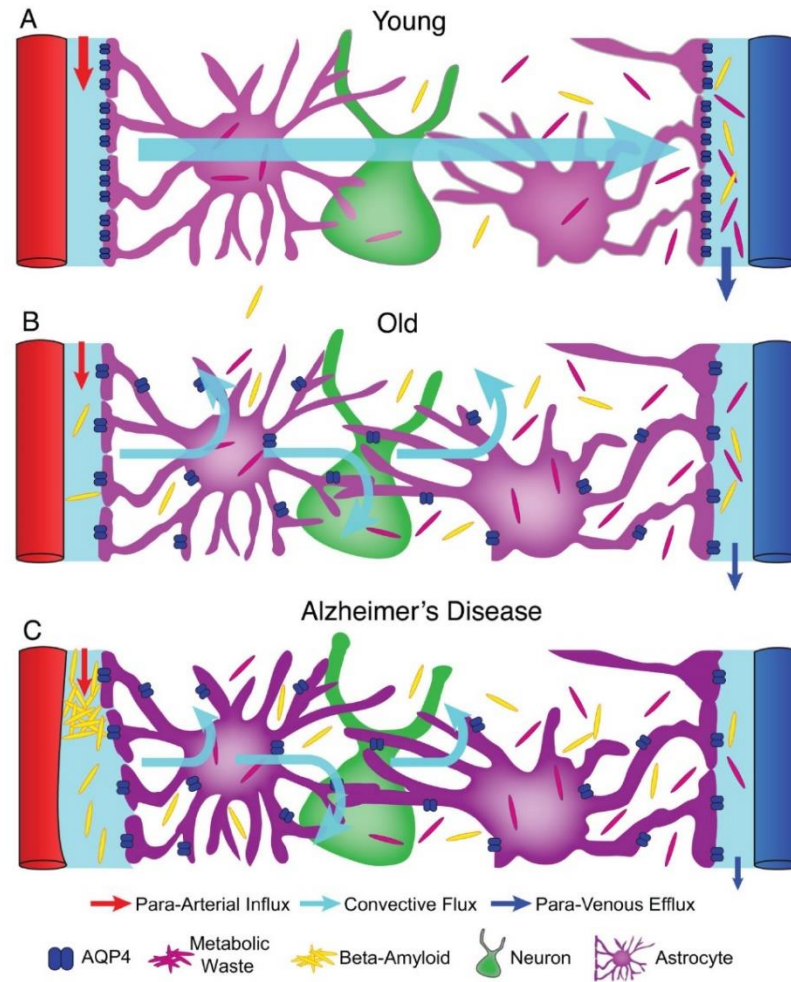 A
Young
B
Old
C
Alzheimer's Disease
Para-Arterial Influx
Convective Flux
Para-Venous Efflux
AQP4
Metabolic
Waste
Beta-Amyloid
Neuron
Astrocyte